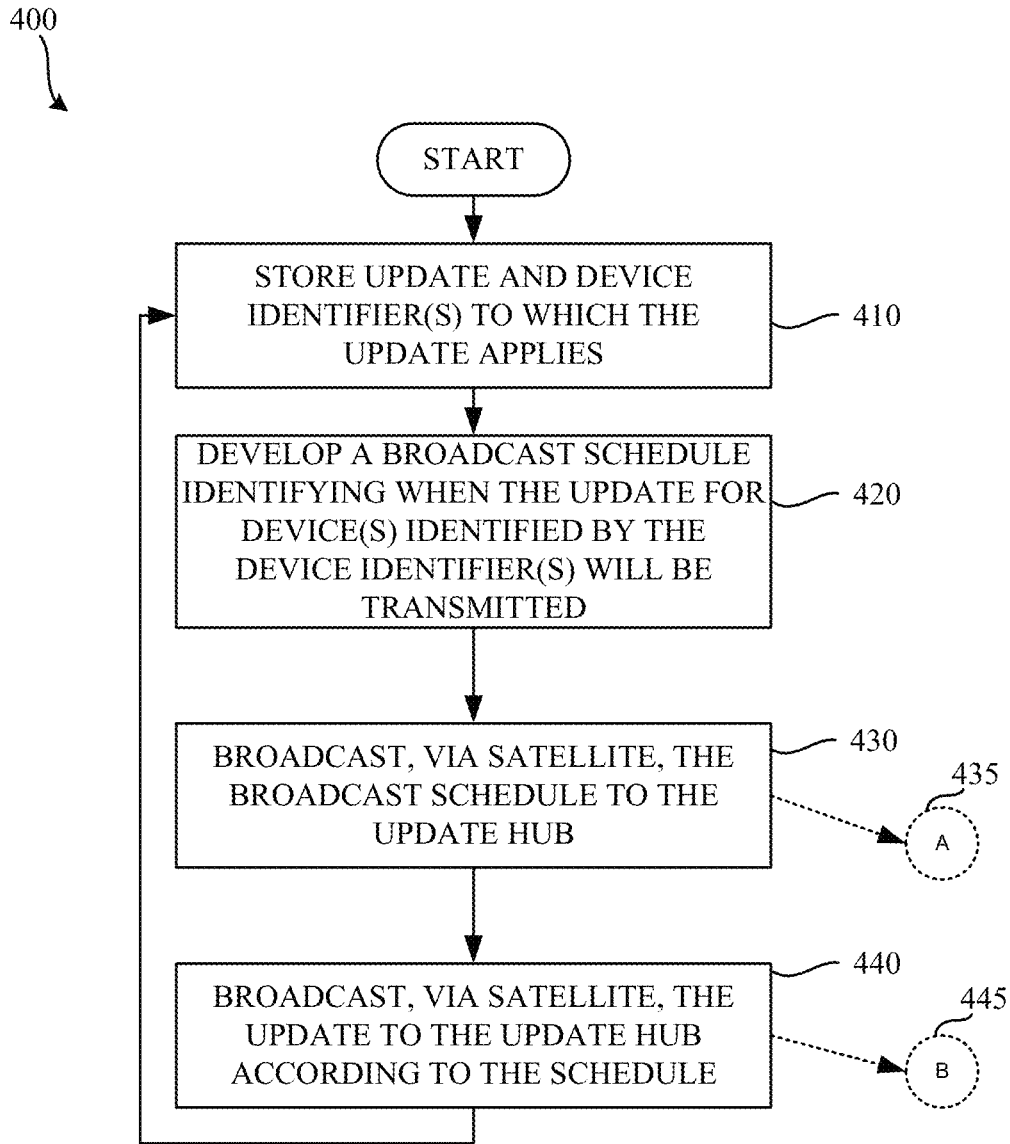 400
START
STORE UPDATE AND DEVICE
IDENTIFIER(S) TO WHICH THE
UPDATE APPLIES
410
DEVELOP A BROADCAST SCHEDULE
IDENTIFYING WHEN THE UPDATE FOR
DEVICE(S) IDENTIFIED BY THE
DEVICE IDENTIFIER(S) WILL BE
TRANSMITTED
420
BROADCAST, VIA SATELLITE, THE
BROADCAST SCHEDULE TO THE
UPDATE HUB
430
435
A
BROADCAST, VIA SATELLITE, THE
UPDATE TO THE UPDATE HUB
ACCORDING TO THE SCHEDULE
440
445
B